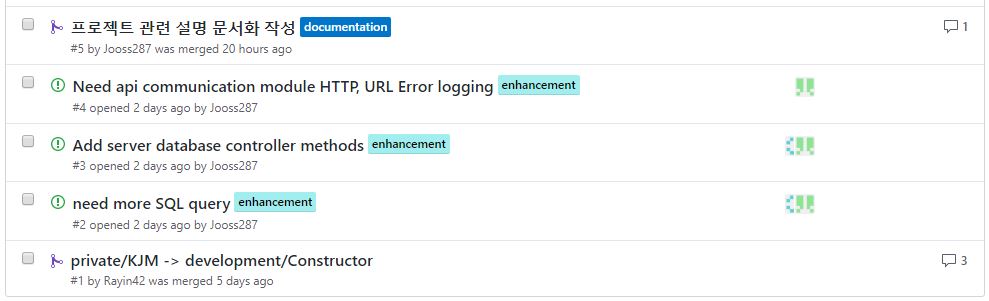 프로젝트 관련 설명 문서화 작성 documentation 1
#5 by Jooss287 was merged 20 hours ago
Need api communication module HTTP, URL Error logging enhancement
#4 opened 2 days ago by Jooss287
Add server database controller methods enhancement
#3 opened 2 days ago by Jooss287
need more SQL query enhancement
#2 opened 2 days ago by Jooss287
private/KJM -> development/Constructor 3
#1 by Rayin42 was merged 5 days ago